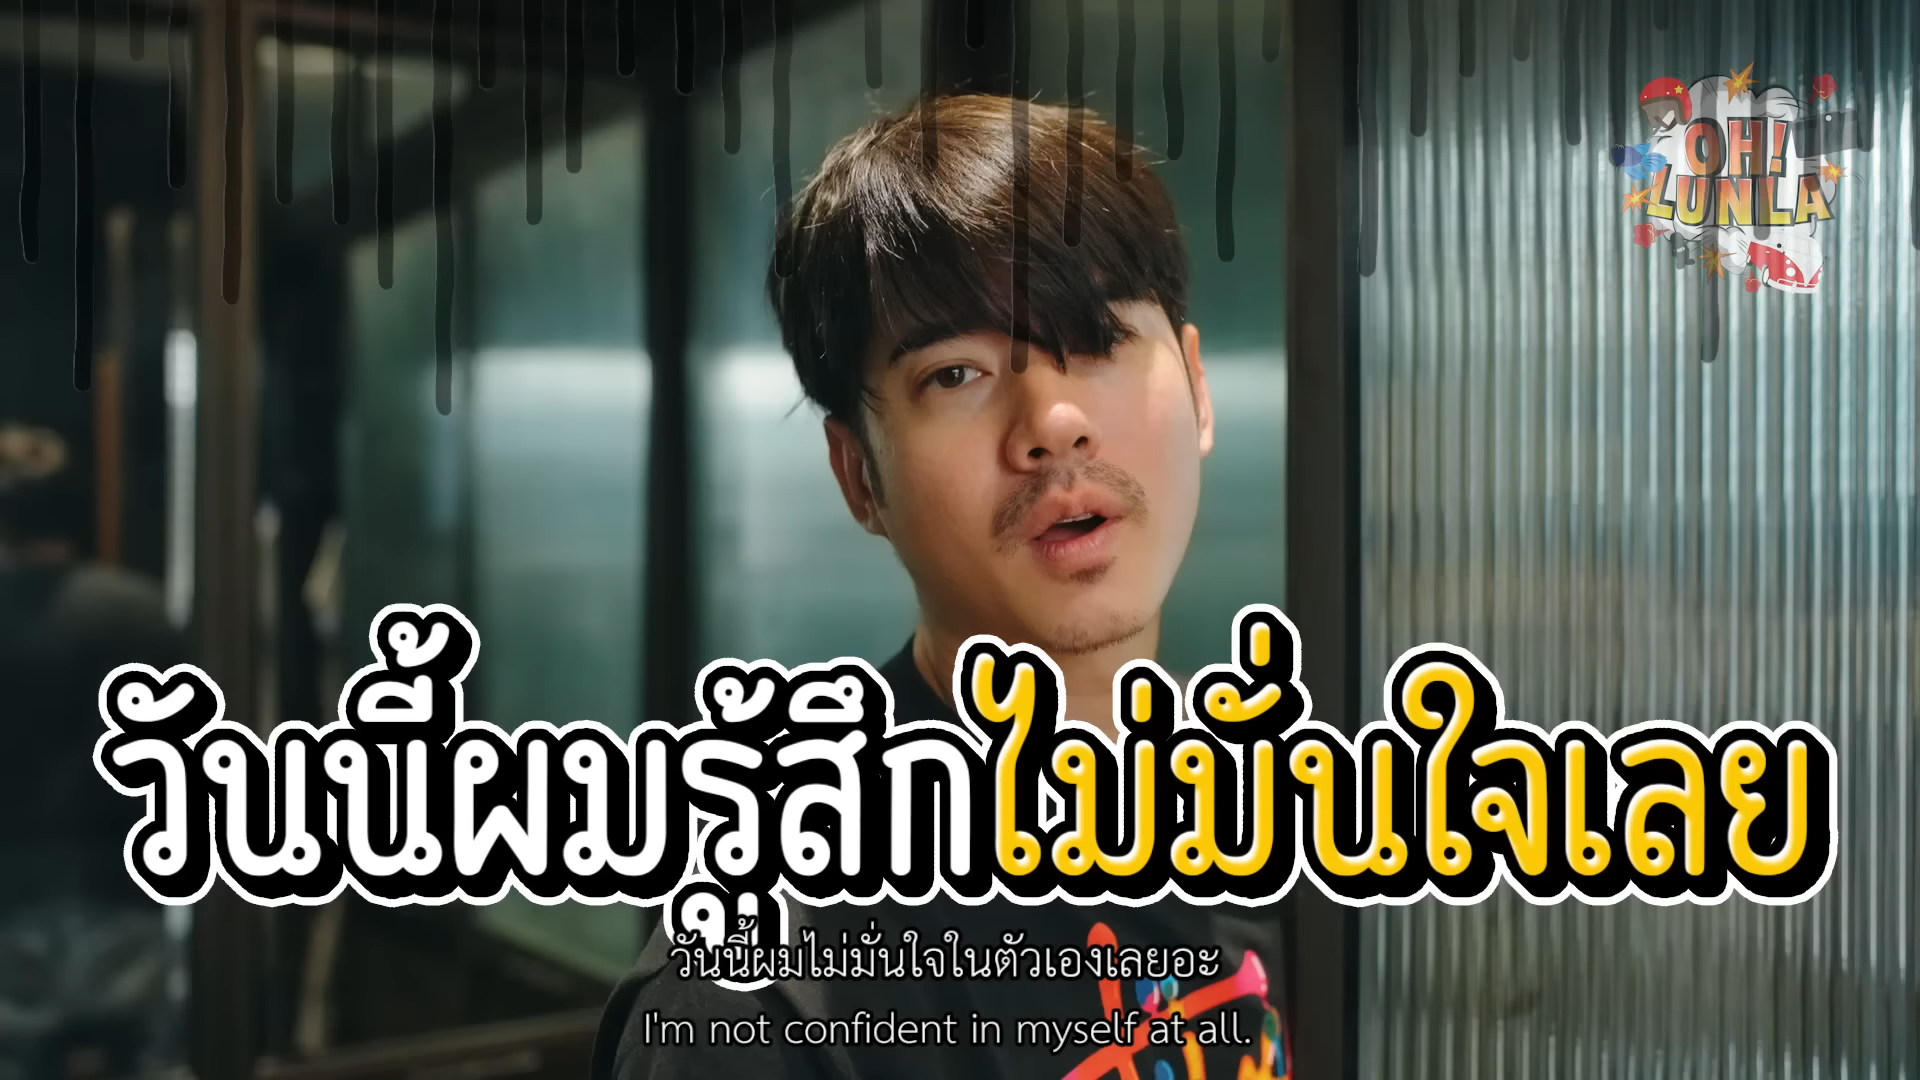 OH!
LUNLA
วันนี้ผมรู้สึกไม่มั่นใจเลย
วันนี้ผมไม่มั่นใจในตัวเองเลยอะ
I'm not confident in myself at all.